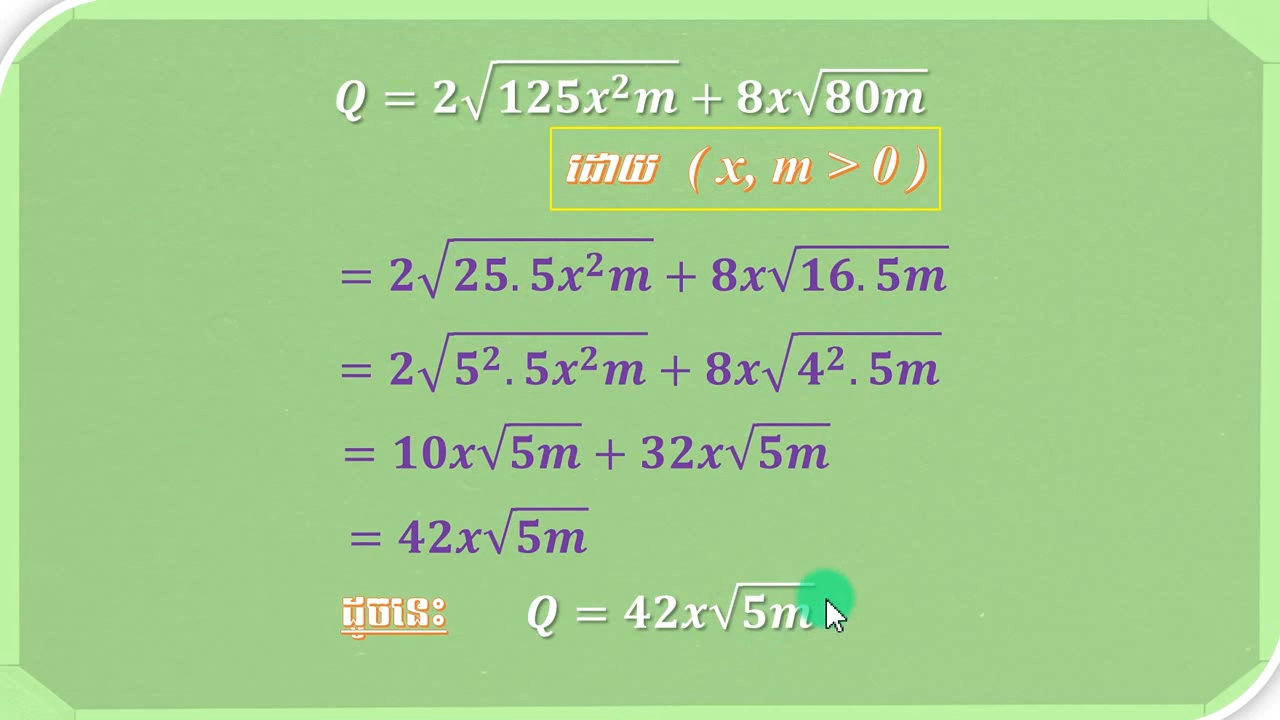 Q = 2√(125x²m) + 8x√(80m)
ដោយ ( x, m > 0 )
= 2√(25.5x²m) + 8x√(16.5m)
= 2√(5².5x²m) + 8x√(4².5m)
= 10x√(5m) + 32x√(5m)
= 42x√(5m)
ដូចនេះ Q = 42x√(5m)